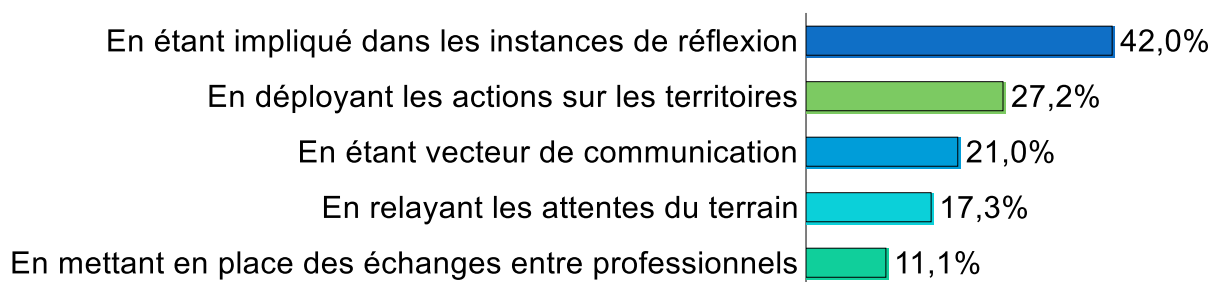 En étant impliqué dans les instances de réflexion 42,0%
En déployant les actions sur les territoires 27,2%
En étant vecteur de communication 21,0%
En relayant les attentes du terrain 17,3%
En mettant en place des échanges entre professionnels 11,1%